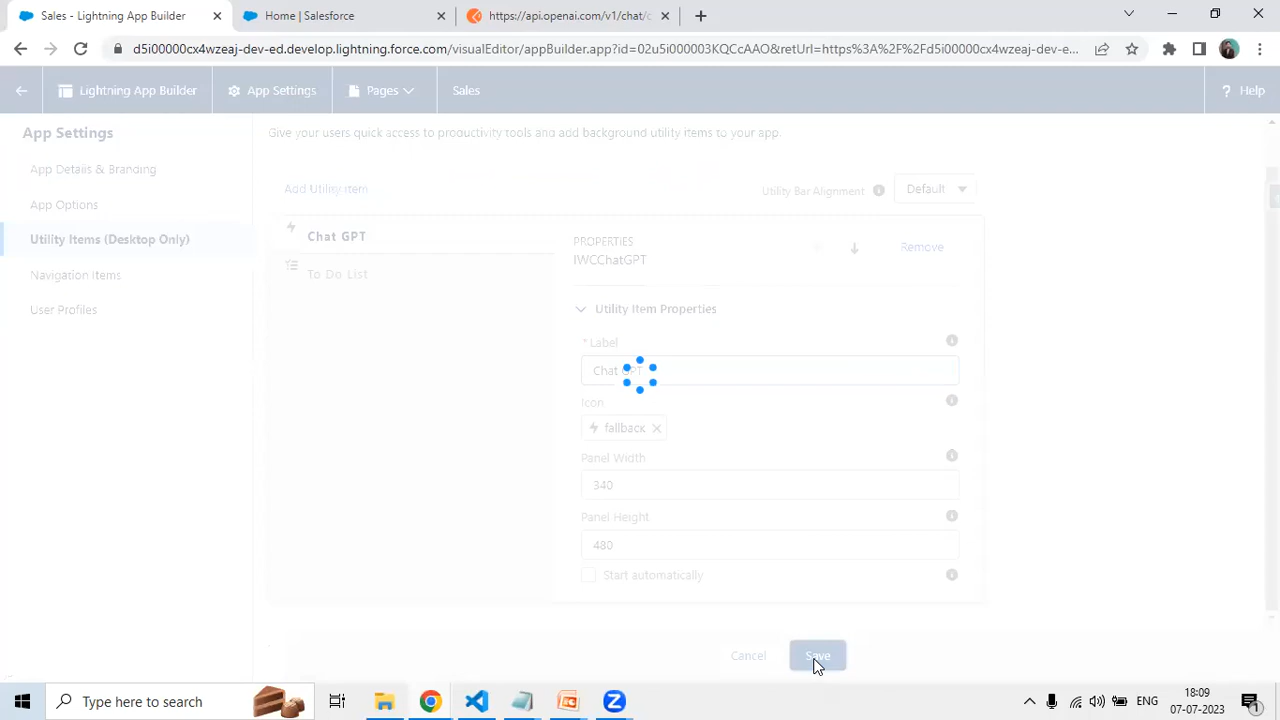 Sales - Lightning App Builder
Home | Salesforce
https://api.openai.com/v1/chat/c
d5i00000cx4wzeaj-dev-ed.develop.lightning.force.com/visualEditor/appBuilder.app?id=02u5i000003KQCcAAO&retUrl=https%3A%2F%2Fd5i00000cx4wzeaj-dev-e...
Lightning App Builder
App Settings
Pages
Sales
? Help
App Settings
App Details & Branding
App Options
Utility Items (Desktop Only)
Navigation Items
User Profiles
Give your users quick access to productivity tools and add background utility items to your app.
Add Utility Item
Utility Bar Alignment
Default
Chat GPT
To Do List
PROPERTIES
lWCChatGPT
Remove
Utility Item Properties
* Label
Chat GPT
Icon
fallback
Panel Width
340
Panel Height
480
Start automatically
Cancel
Save
Type here to search
ENG
18:09
07-07-2023
1